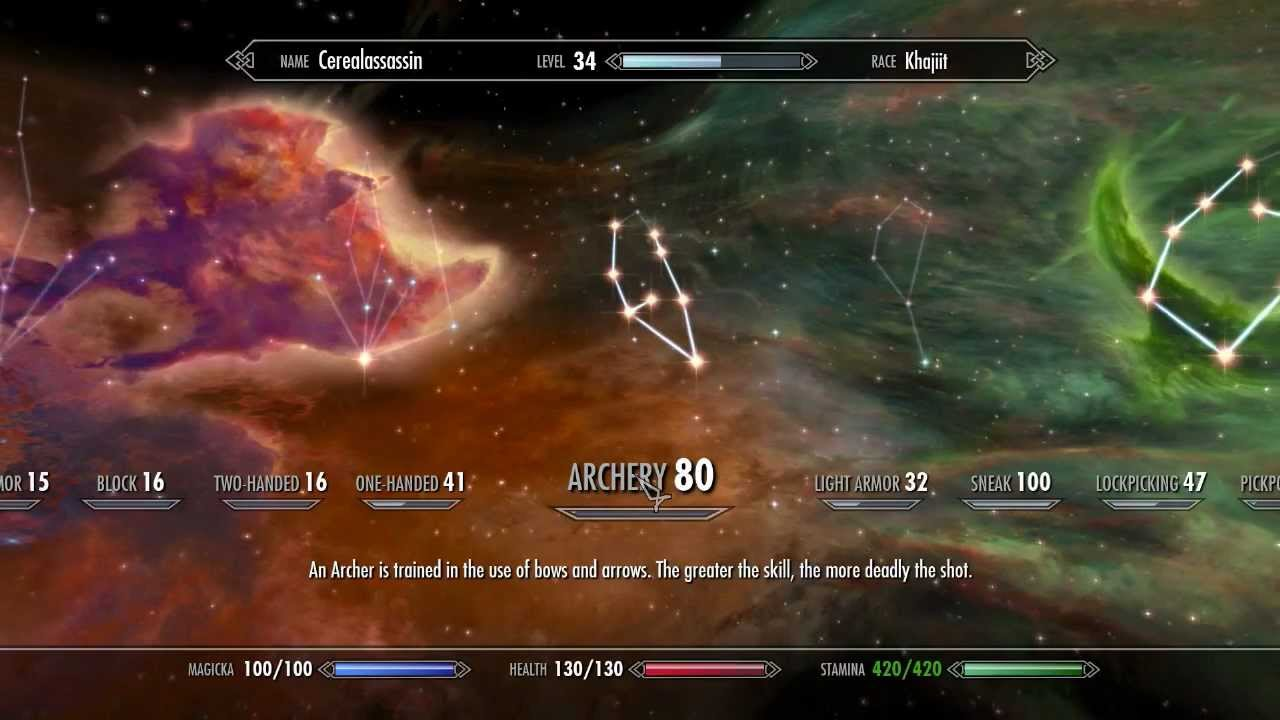 NAME Cerealassassin LEVEL 34 RACE Khajiit
MOR 15 BLOCK 16 TWO-HANDED 16 ONE-HANDED 41 ARCHERY 80 LIGHT ARMOR 32 SNEAK 100 LOCKPICKING 47 PICKPO
An Archer is trained in the use of bows and arrows. The greater the skill, the more deadly the shot.
MAGICKA 100/100 HEALTH 130/130 STAMINA 420/420